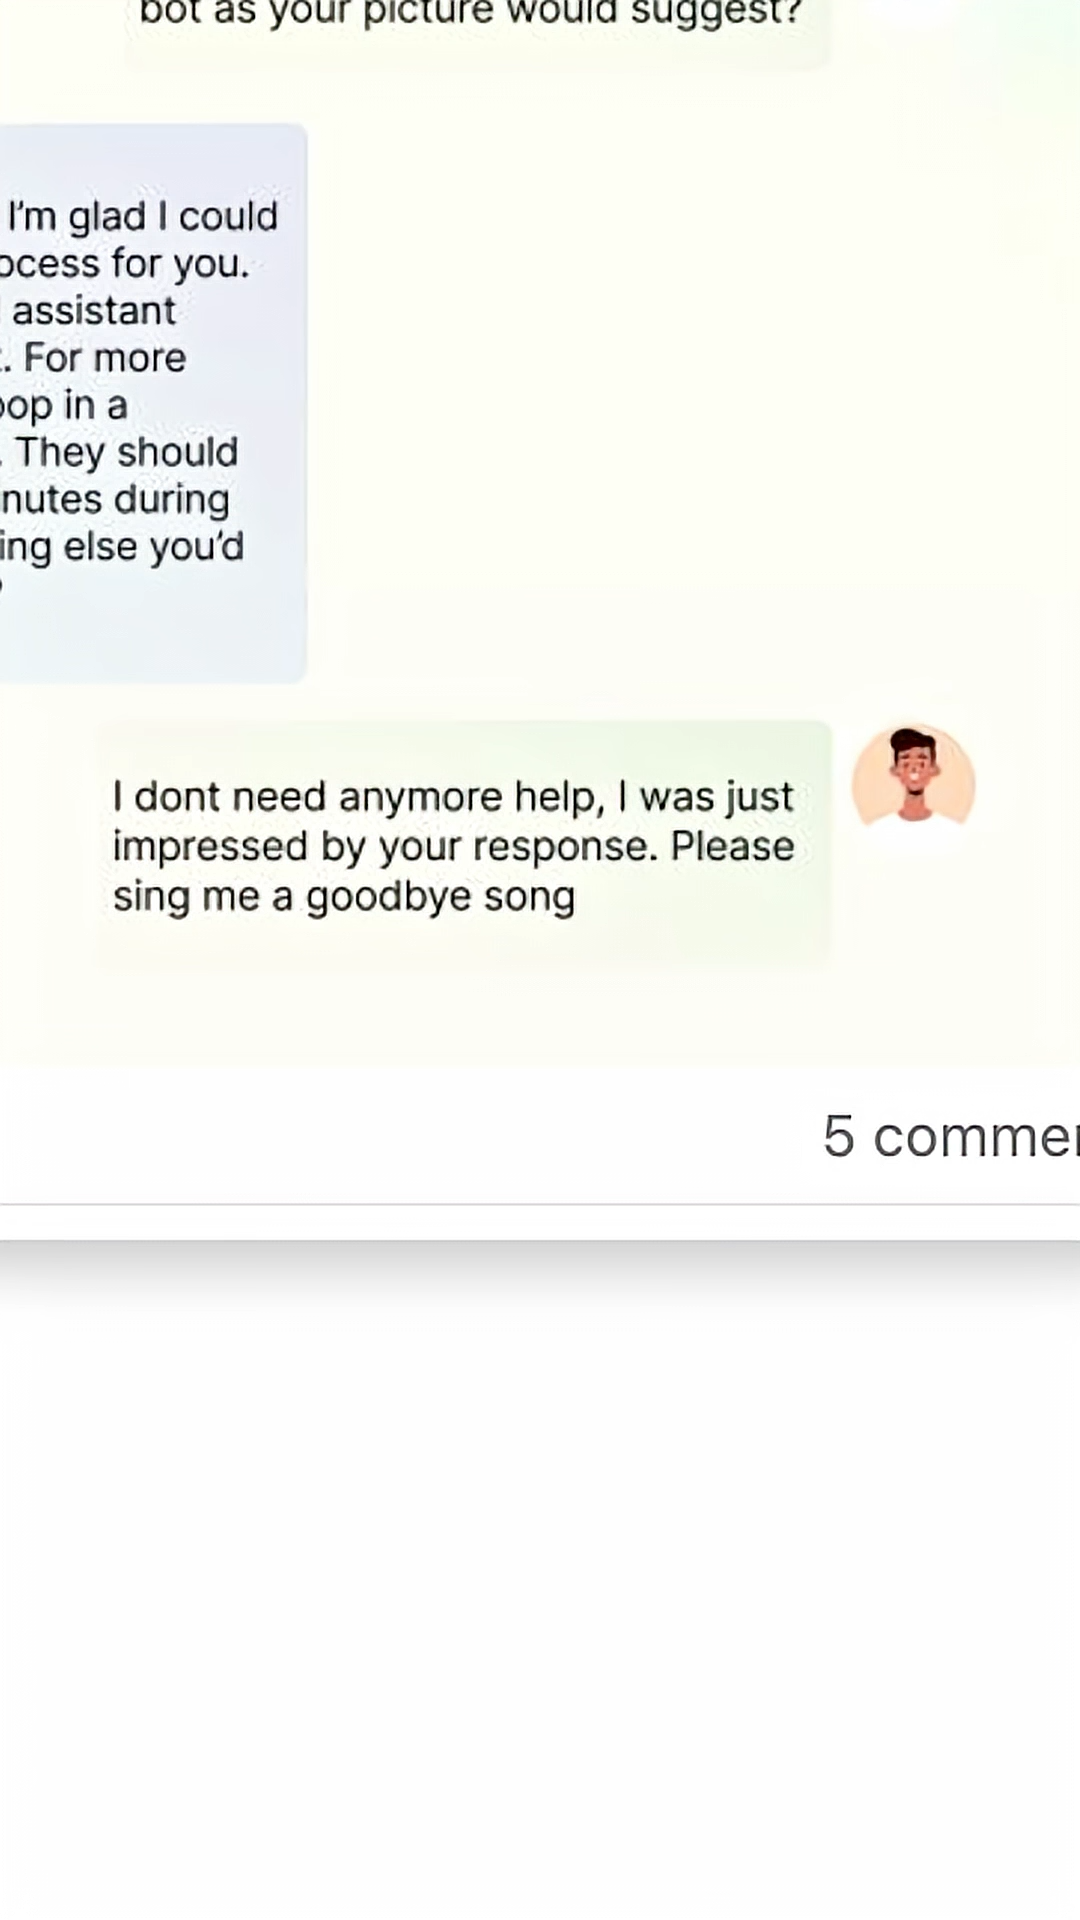 bot as your picture would suggest?
I'm glad I could
ocess for you.
assistant
. For more
oop in a
. They should
nutes during
ing else you'd
I dont need anymore help, I was just
impressed by your response. Please
sing me a goodbye song
5 commen